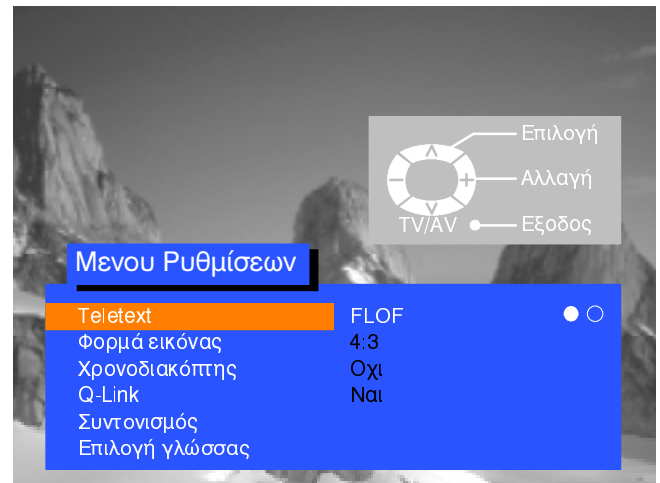 Επιλογή
Αλλαγή
TV/AV Εξοδος
Μενου Ρυθμίσεων
Teletext FLOF
Φορμά εικόνας 4:3
Χρονοδιακόπτης Οχι
Q-Link Ναι
Συντονισμός
Επιλογή γλώσσας